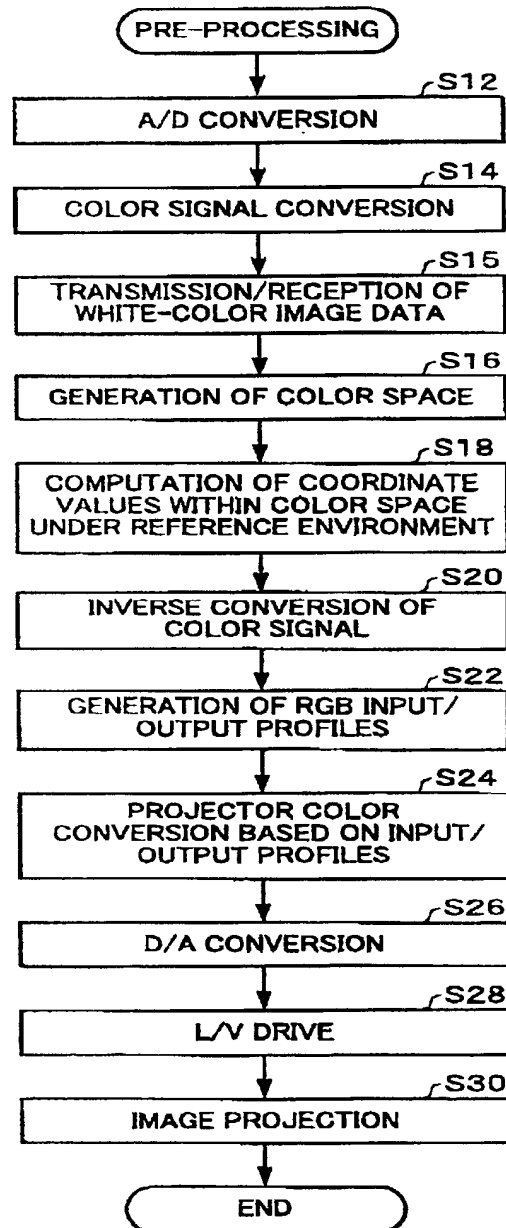 PRE-PROCESSING
S12
A/D CONVERSION
S14
COLOR SIGNAL CONVERSION
S15
TRANSMISSION/RECEPTION OF
WHITE-COLOR IMAGE DATA
S16
GENERATION OF COLOR SPACE
S18
COMPUTATION OF COORDINATE
VALUES WITHIN COLOR SPACE
UNDER REFERENCE ENVIRONMENT
S20
INVERSE CONVERSION OF
COLOR SIGNAL
S22
GENERATION OF RGB INPUT/
OUTPUT PROFILES
S24
PROJECTOR COLOR
CONVERSION BASED ON INPUT/
OUTPUT PROFILES
S26
D/A CONVERSION
S28
L/V DRIVE
S30
IMAGE PROJECTION
END